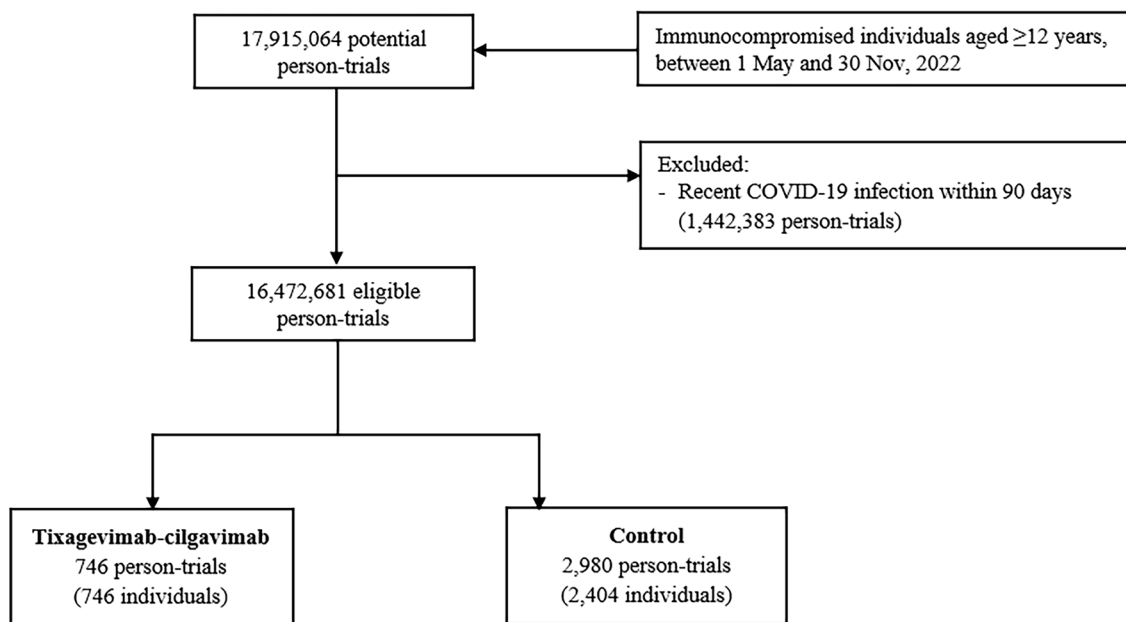 17,915,064 potential
person-trials
Immunocompromised individuals aged ≥12 years,
between 1 May and 30 Nov, 2022
Excluded:
- Recent COVID-19 infection within 90 days
(1,442,383 person-trials)
16,472,681 eligible
person-trials
Tixagevimab-cilgavimab
746 person-trials
(746 individuals)
Control
2,980 person-trials
(2,404 individuals)